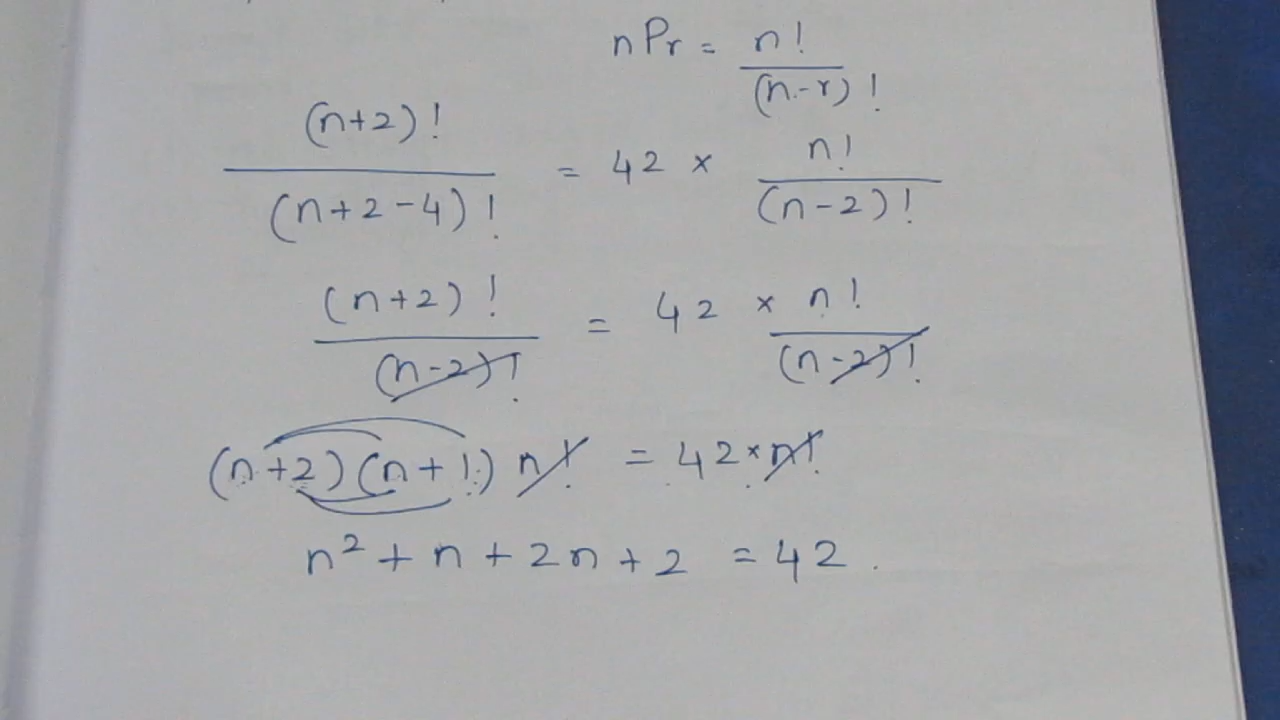 nPr = n! / (n-r)!
(n+2)! / (n+2-4)! = 42 × n! / (n-2)!
(n+2)! / (n-2)! = 42 × n! / (n-2)!
(n+2)(n+1) n! = 42 × n!
n² + n + 2n + 2 = 42.